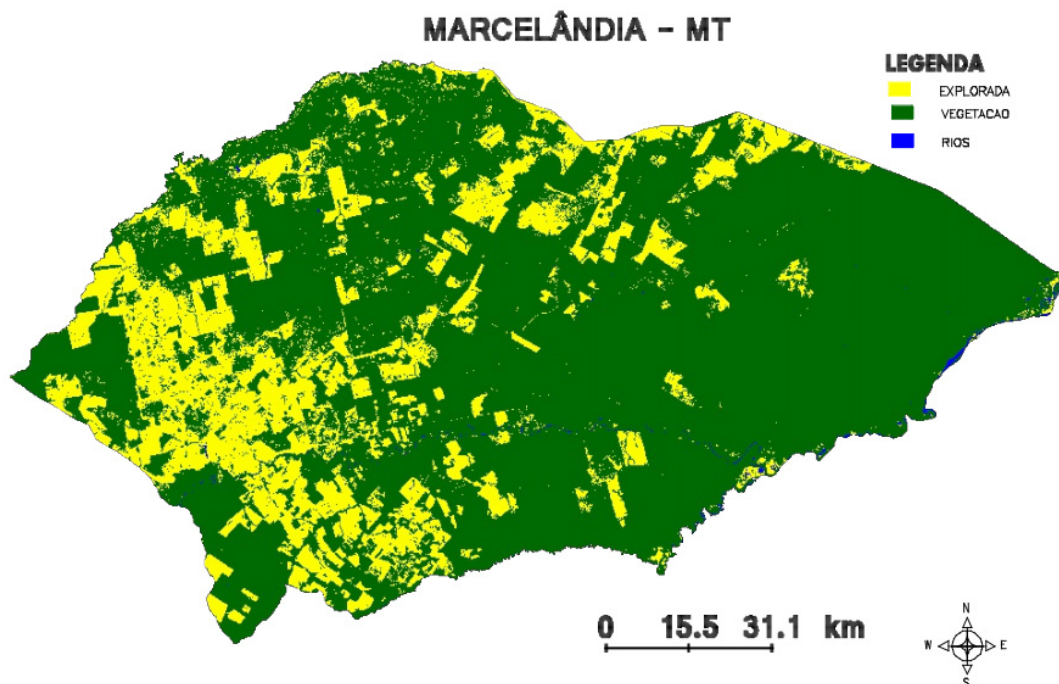 MARCELÂNDIA - MT
LEGENDA
EXPLORADA
VEGETACAO
RIOS
0 15.5 31.1 km
N
W E
S